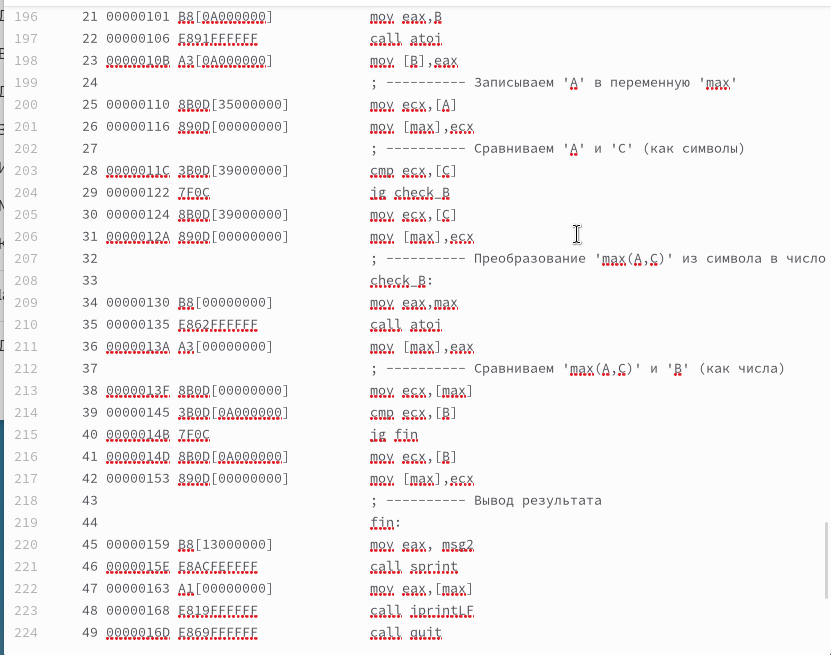 196 21 00000101 B8[0A000000] mov eax,B
197 22 00000106 E891FFFFFF call atoi
198 23 0000010B A3[0A000000] mov [B],eax
199 24 ; ---------- Записываем 'A' в переменную 'max'
200 25 00000110 8B0D[35000000] mov ecx,[A]
201 26 00000116 890D[00000000] mov [max],ecx
202 27 ; ---------- Сравниваем 'A' и 'C' (как символы)
203 28 0000011C 3B0D[39000000] cmp ecx,[C]
204 29 00000122 7F0C jg check_B
205 30 00000124 8B0D[39000000] mov ecx,[C]
206 31 0000012A 890D[00000000] mov [max],ecx
207 32 ; ---------- Преобразование 'max(A,C)' из символа в число
208 33 check_B:
209 34 00000130 B8[00000000] mov eax,max
210 35 00000135 E862FFFFFF call atoi
211 36 0000013A A3[00000000] mov [max],eax
212 37 ; ---------- Сравниваем 'max(A,C)' и 'B' (как числа)
213 38 0000013F 8B0D[00000000] mov ecx,[max]
214 39 00000145 3B0D[0A000000] cmp ecx,[B]
215 40 0000014B 7F0C jg fin
216 41 0000014D 8B0D[0A000000] mov ecx,[B]
217 42 00000153 890D[00000000] mov [max],ecx
218 43 ; ---------- Вывод результата
219 44 fin:
220 45 00000159 B8[13000000] mov eax, msg2
221 46 0000015E E8ACFEFFFF call sprint
222 47 00000163 A1[00000000] mov eax,[max]
223 48 00000168 E819FFFFFF call iprintLF
224 49 0000016D E869FFFFFF call quit